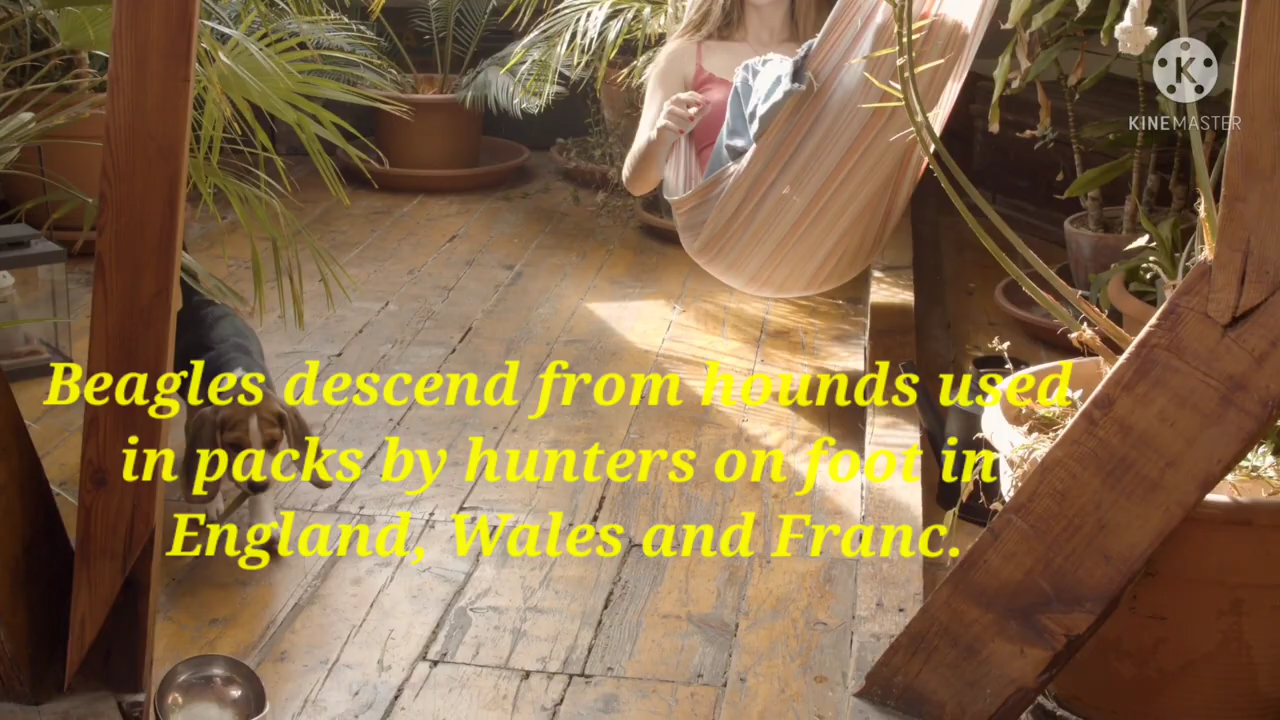 KINEMASTER
Beagles descend from hounds used
in packs by hunters on foot in
England, Wales and Franc.